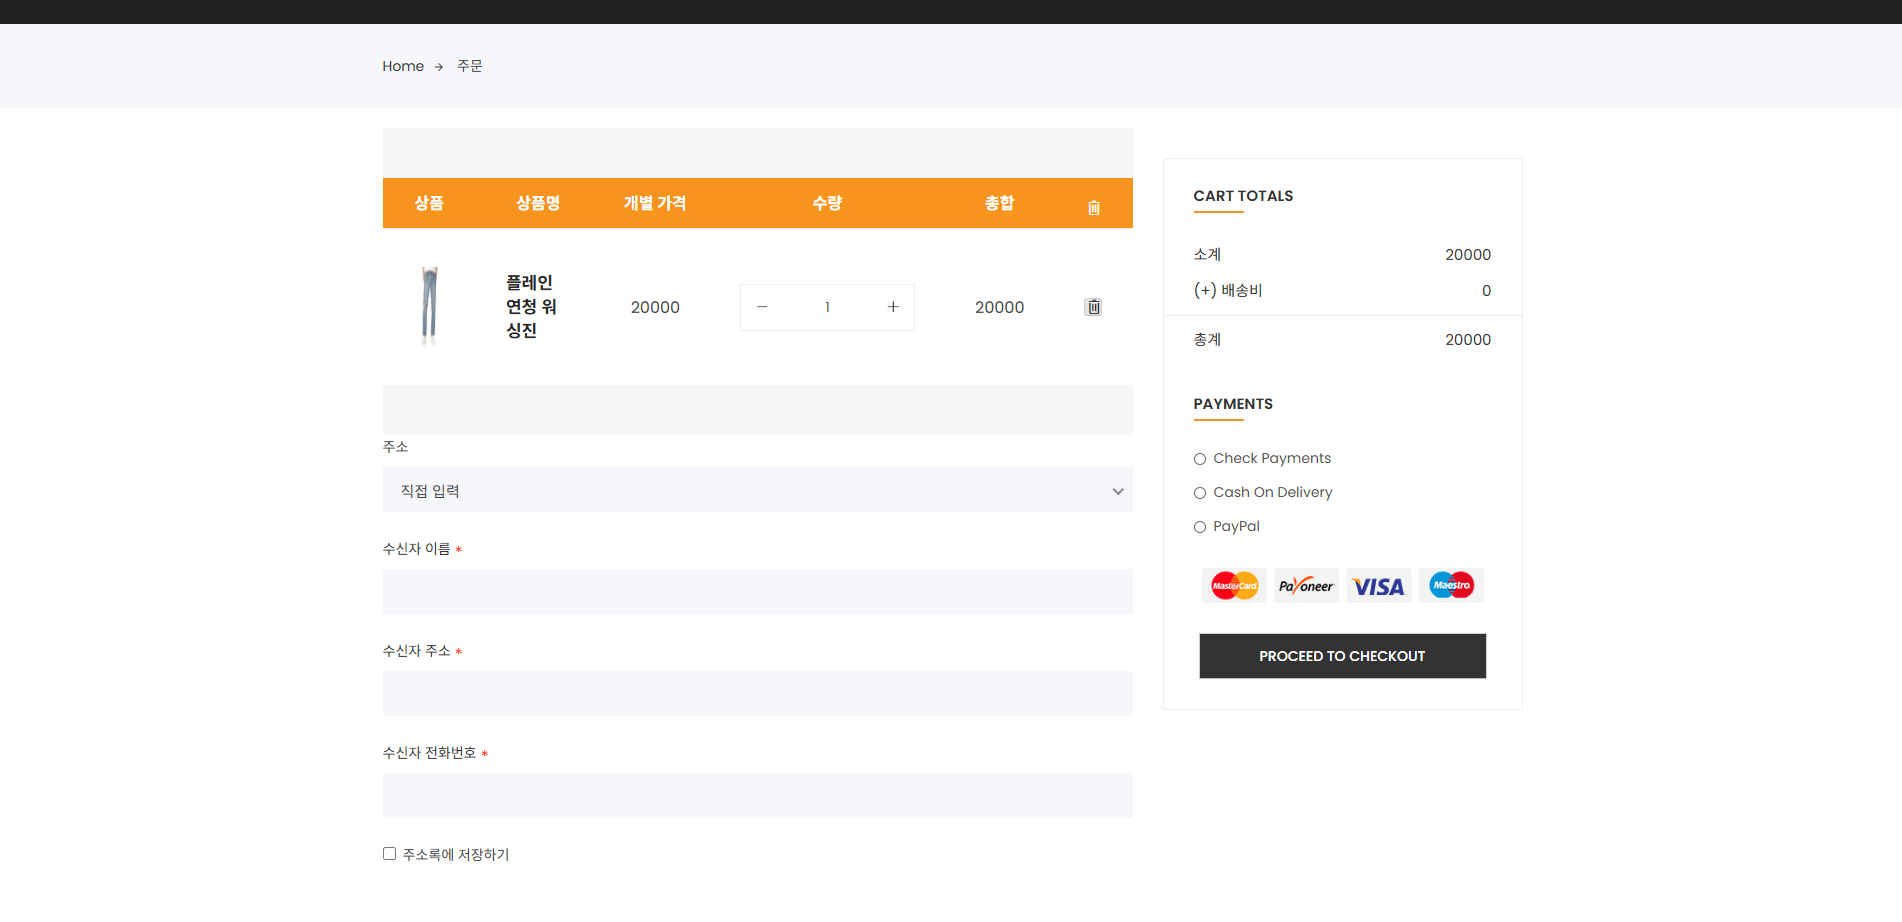 Home → 주문
상품 상품명 개별 가격 수량 총합
플레인
연청 워
싱진
20000 − 1 + 20000
주소
직접 입력
수신자 이름 *
수신자 주소 *
수신자 전화번호 *
주소록에 저장하기
CART TOTALS
소계 20000
(+) 배송비 0
총계 20000
PAYMENTS
Check Payments
Cash On Delivery
PayPal
MasterCard Payoneer VISA Maestro
PROCEED TO CHECKOUT